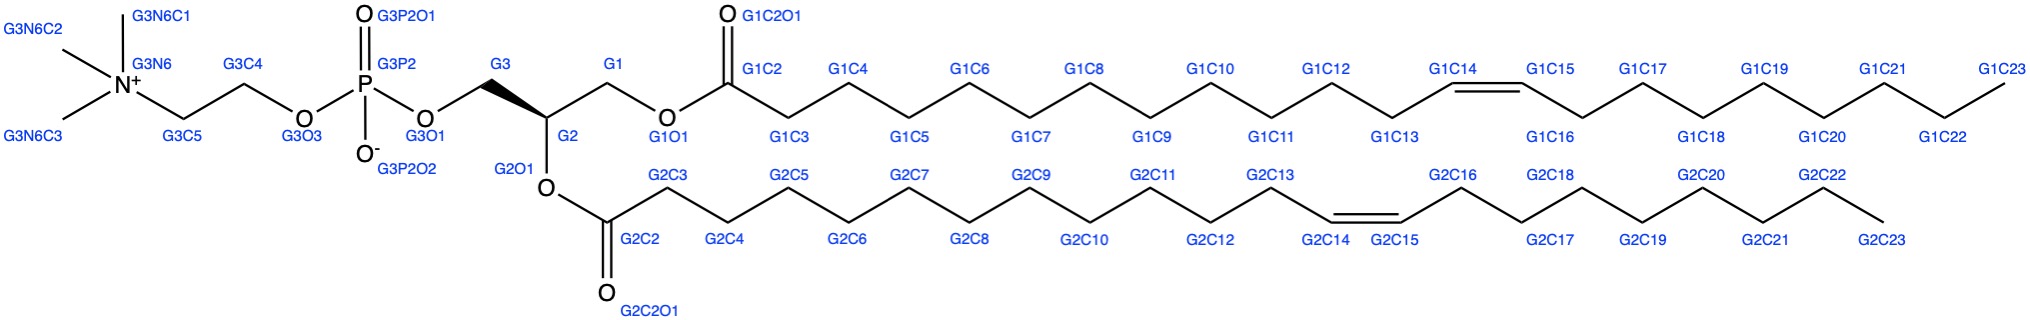 O G3P2O1 O G1C2O1
G3N6C1
G3N6C2
G3N6 G3C4 G3P2 G3 G1 G1C2 G1C4 G1C6 G1C8 G1C10 G1C12 G1C14 G1C15 G1C17 G1C19 G1C21 G1C23
N+ P
O O O
G3N6C3 G3C5 G3O3 G3O1 G2 G1O1 G1C3 G1C5 G1C7 G1C9 G1C11 G1C13 G1C16 G1C18 G1C20 G1C22
O-
G3P2O2 G2O1 G2C3 G2C5 G2C7 G2C9 G2C11 G2C13 G2C16 G2C18 G2C20 G2C22
O
G2C2 G2C4 G2C6 G2C8 G2C10 G2C12 G2C14 G2C15 G2C17 G2C19 G2C21 G2C23
O
G2C2O1